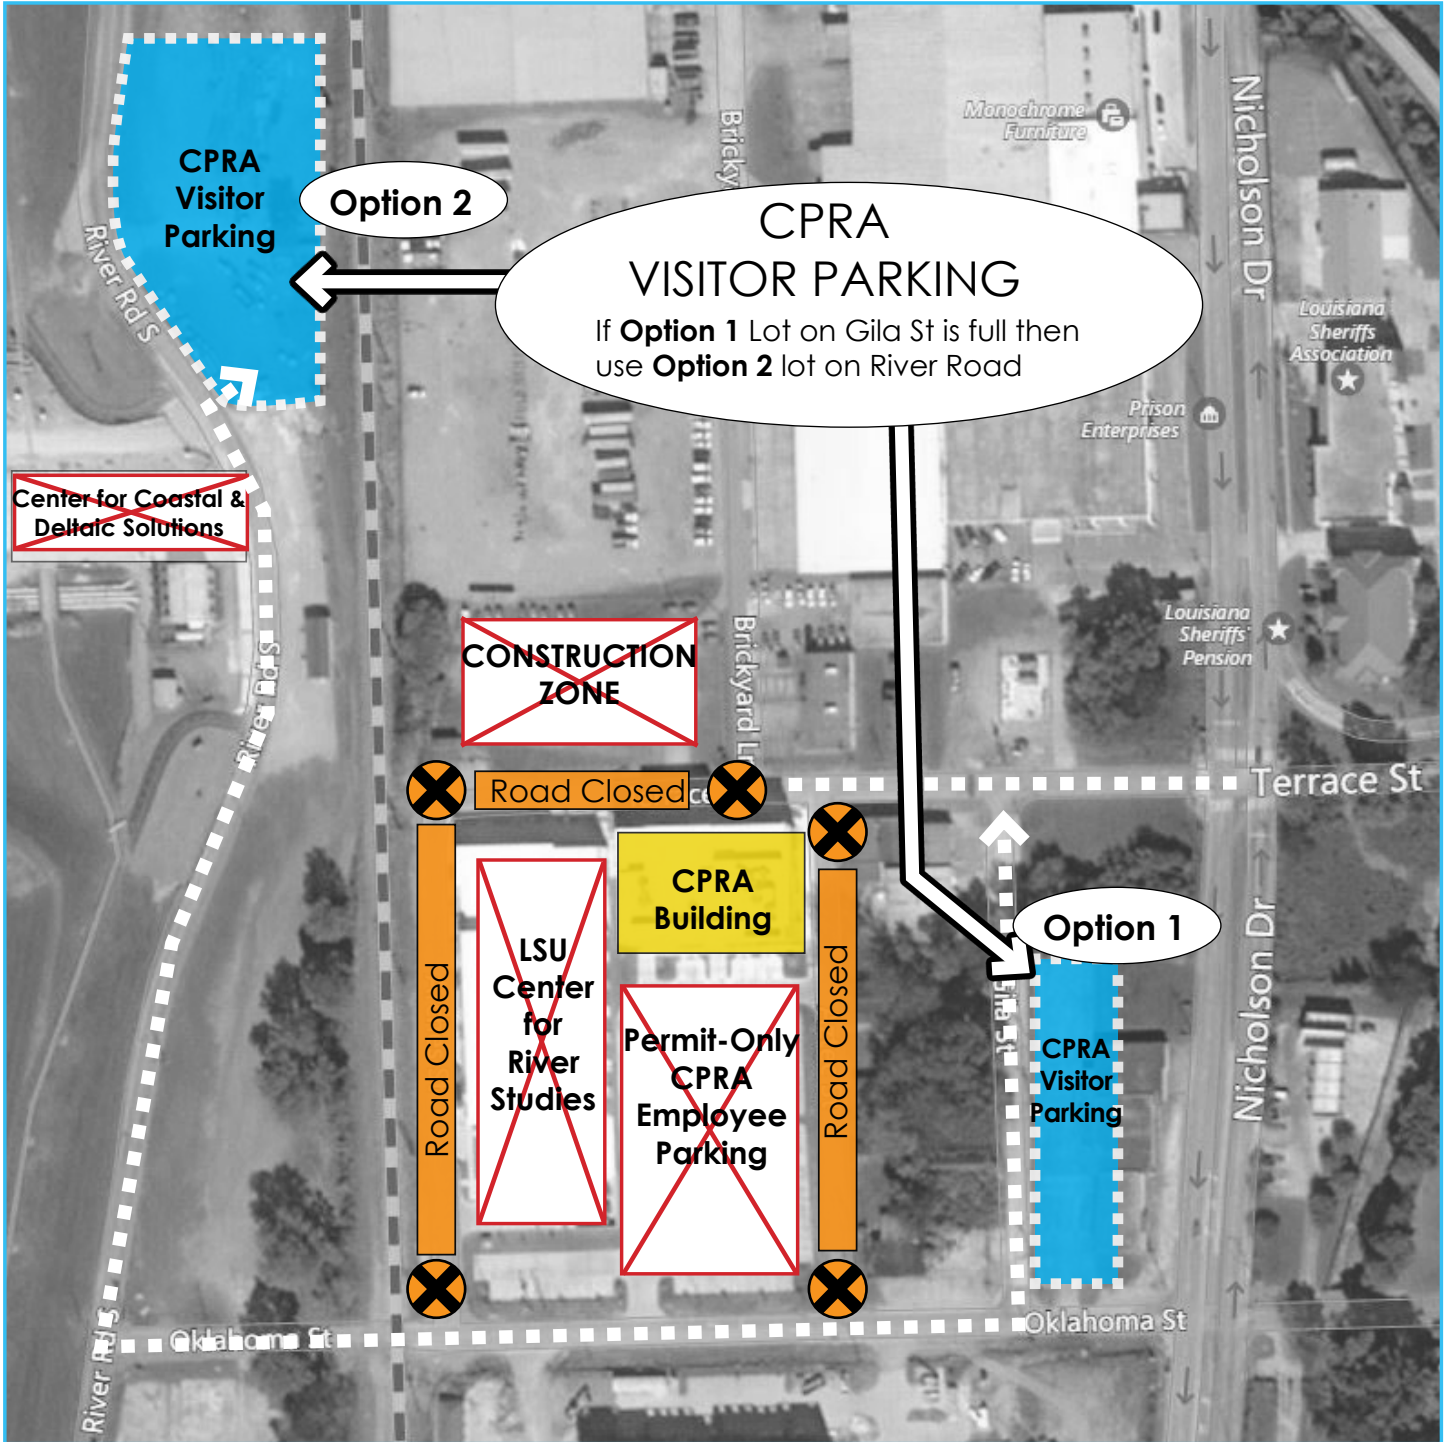 CPRA
Visitor
Parking
Option 2
CPRA
VISITOR PARKING
If Option 1 Lot on Gila St is full then
use Option 2 lot on River Road
Monochrome
Furniture
Nicholson Dr
Louisiana
Sheriffs
Association
Prison
Enterprises
River Rd S
Center for Coastal &
Deltaic Solutions
Louisiana
Sheriffs'
Pension
River Rd S
River Rd S
CONSTRUCTION
ZONE
Brickyard Ln
Road Closed
Terrace St
CPRA
Building
Option 1
LSU
Center
for
River
Studies
Road Closed
Permit-Only
CPRA
Employee
Parking
Road Closed
Gila St
CPRA
Visitor
Parking
Nicholson Dr
Oklahoma St
Oklahoma St
River Rd S